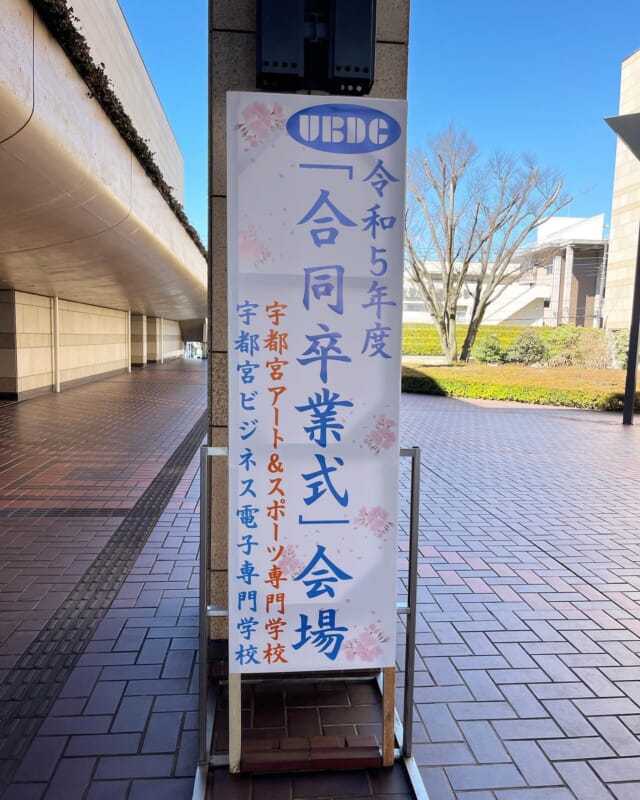 UBDC
令和5年度
「合同卒業式」会場
宇都宮アート&スポーツ専門学校
宇都宮ビジネス電子専門学校